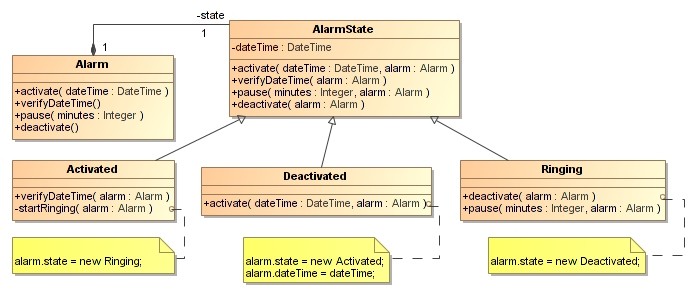 -state
1
1
AlarmState
-dateTime : DateTime
+activate( dateTime : DateTime, alarm : Alarm )
+verifyDateTime( alarm : Alarm )
+pause( minutes : Integer, alarm : Alarm )
+deactivate( alarm : Alarm )
Alarm
+activate( dateTime : DateTime )
+verifyDateTime()
+pause( minutes : Integer )
+deactivate()
Activated
+verifyDateTime( alarm : Alarm )
-startRinging( alarm : Alarm )
Deactivated
+activate( dateTime : DateTime, alarm : Alarm )
Ringing
+deactivate( alarm : Alarm )
+pause( minutes : Integer, alarm : Alarm )
alarm.state = new Ringing;
alarm.state = new Activated;
alarm.dateTime = dateTime;
alarm.state = new Deactivated;